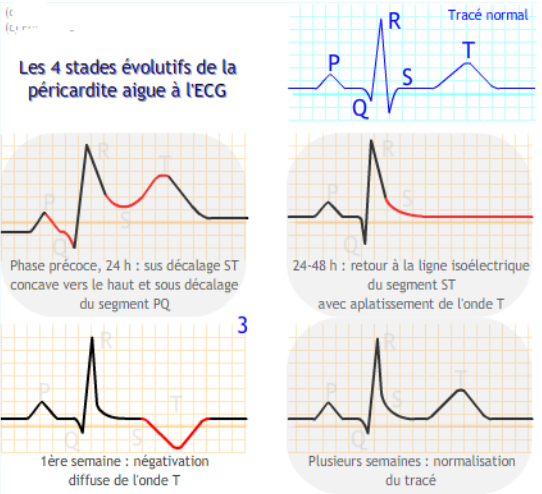 Les 4 stades évolutifs de la
péricardite aigue à l'ECG
Tracé normal
R
P
T
S
Q
R
P
T
S
Q
Phase précoce, 24 h : sus décalage ST
concave vers le haut et sous décalage
du segment PQ
R
P
T
S
Q
24-48 h : retour à la ligne isoélectrique
du segment ST
avec aplatissement de l'onde T
3
R
P
T
Q
S
1ère semaine : négativation
diffuse de l'onde T
R
P
T
S
Q
Plusieurs semaines : normalisation
du tracé